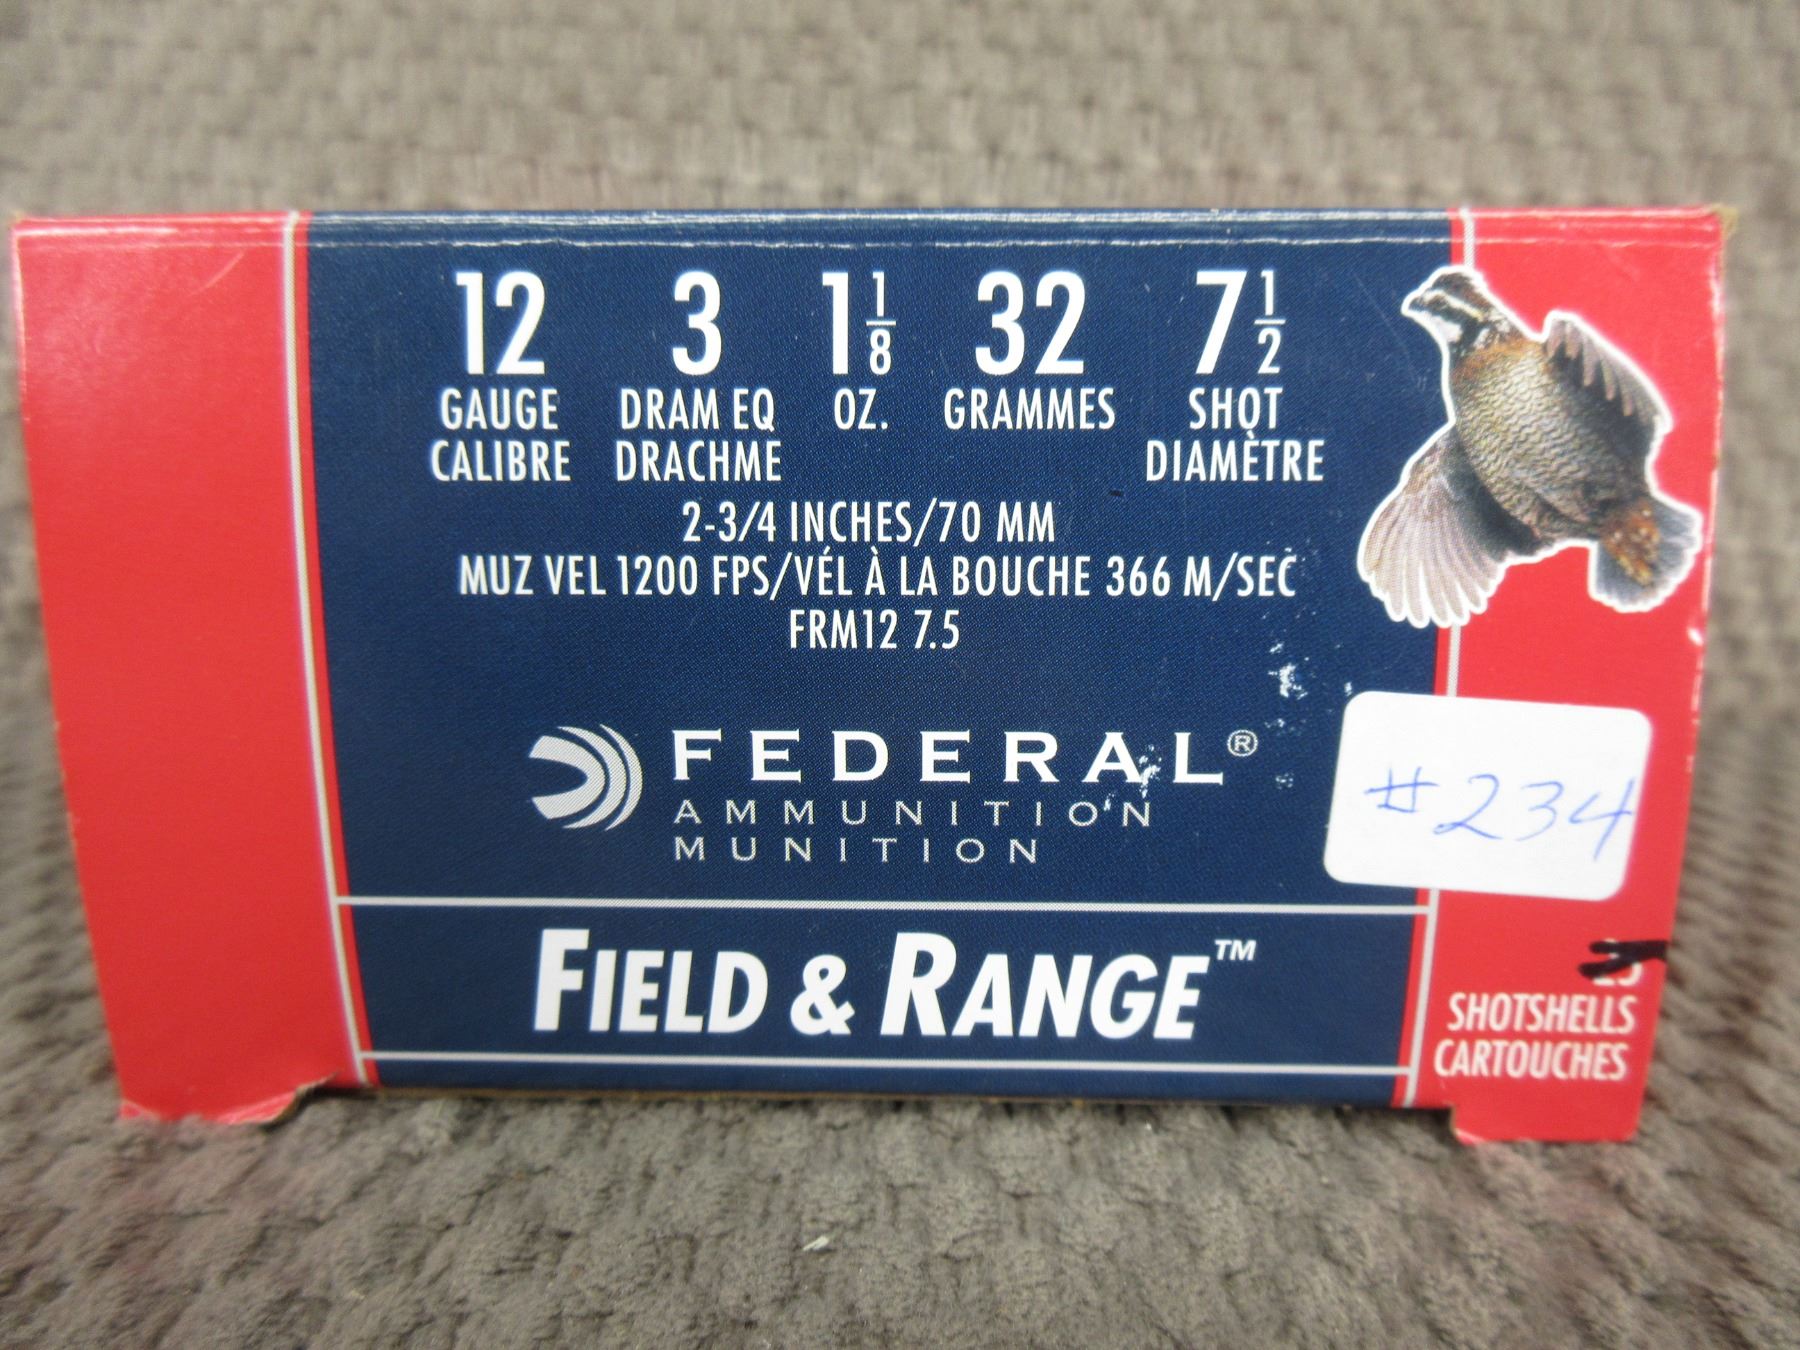 12 3 1 1/8 32 7 1/2
GAUGE DRAM EQ OZ. GRAMMES SHOT
CALIBRE DRACHME DIAMÈTRE
2-3/4 INCHES/70 MM
MUZ VEL 1200 FPS/VÉL À LA BOUCHE 366 M/SEC
FRM12 7.5
FEDERAL®
AMMUNITION
MUNITION
#234
FIELD & RANGE™
SHOTSHELLS
CARTOUCHES